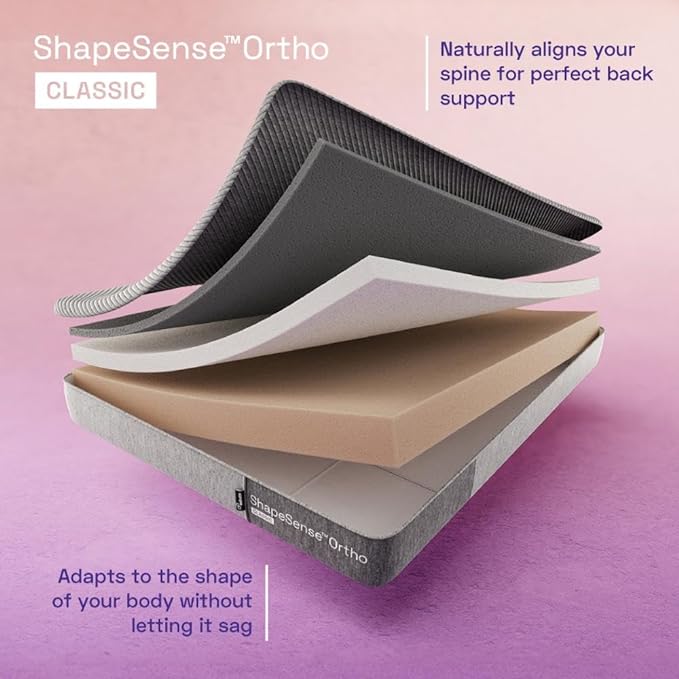 ShapeSense™Ortho
CLASSIC
Naturally aligns your
spine for perfect back
support
ShapeSense™Ortho
CLASSIC
Adapts to the shape
of your body without
letting it sag